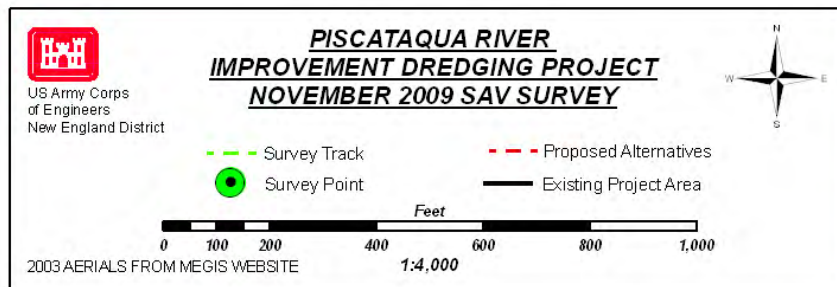 PISCATAQUA RIVER
IMPROVEMENT DREDGING PROJECT
NOVEMBER 2009 SAV SURVEY
US Army Corps
of Engineers
New England District
N
W E
S
Survey Track
Proposed Alternatives
Survey Point
Existing Project Area
Feet
0 100 200 400 600 800 1,000
2003 AERIALS FROM MEGIS WEBSITE
1:4,000